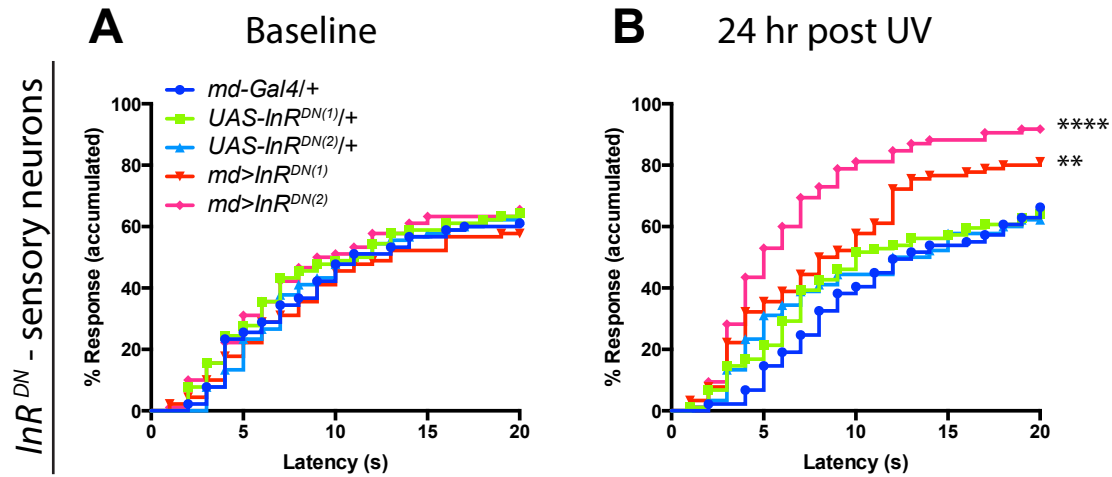 A Baseline
B 24 hr post UV
InR DN - sensory neurons
md-Gal4/+
UAS-InR DN(1)/+
UAS-InR DN(2)/+
md>InR DN(1)
md>InR DN(2)
% Response (accumulated)
100
80
60
40
20
0
0 5 10 15 20
Latency (s)
% Response (accumulated)
100
80
60
40
20
0
0 5 10 15 20
Latency (s)
****
**